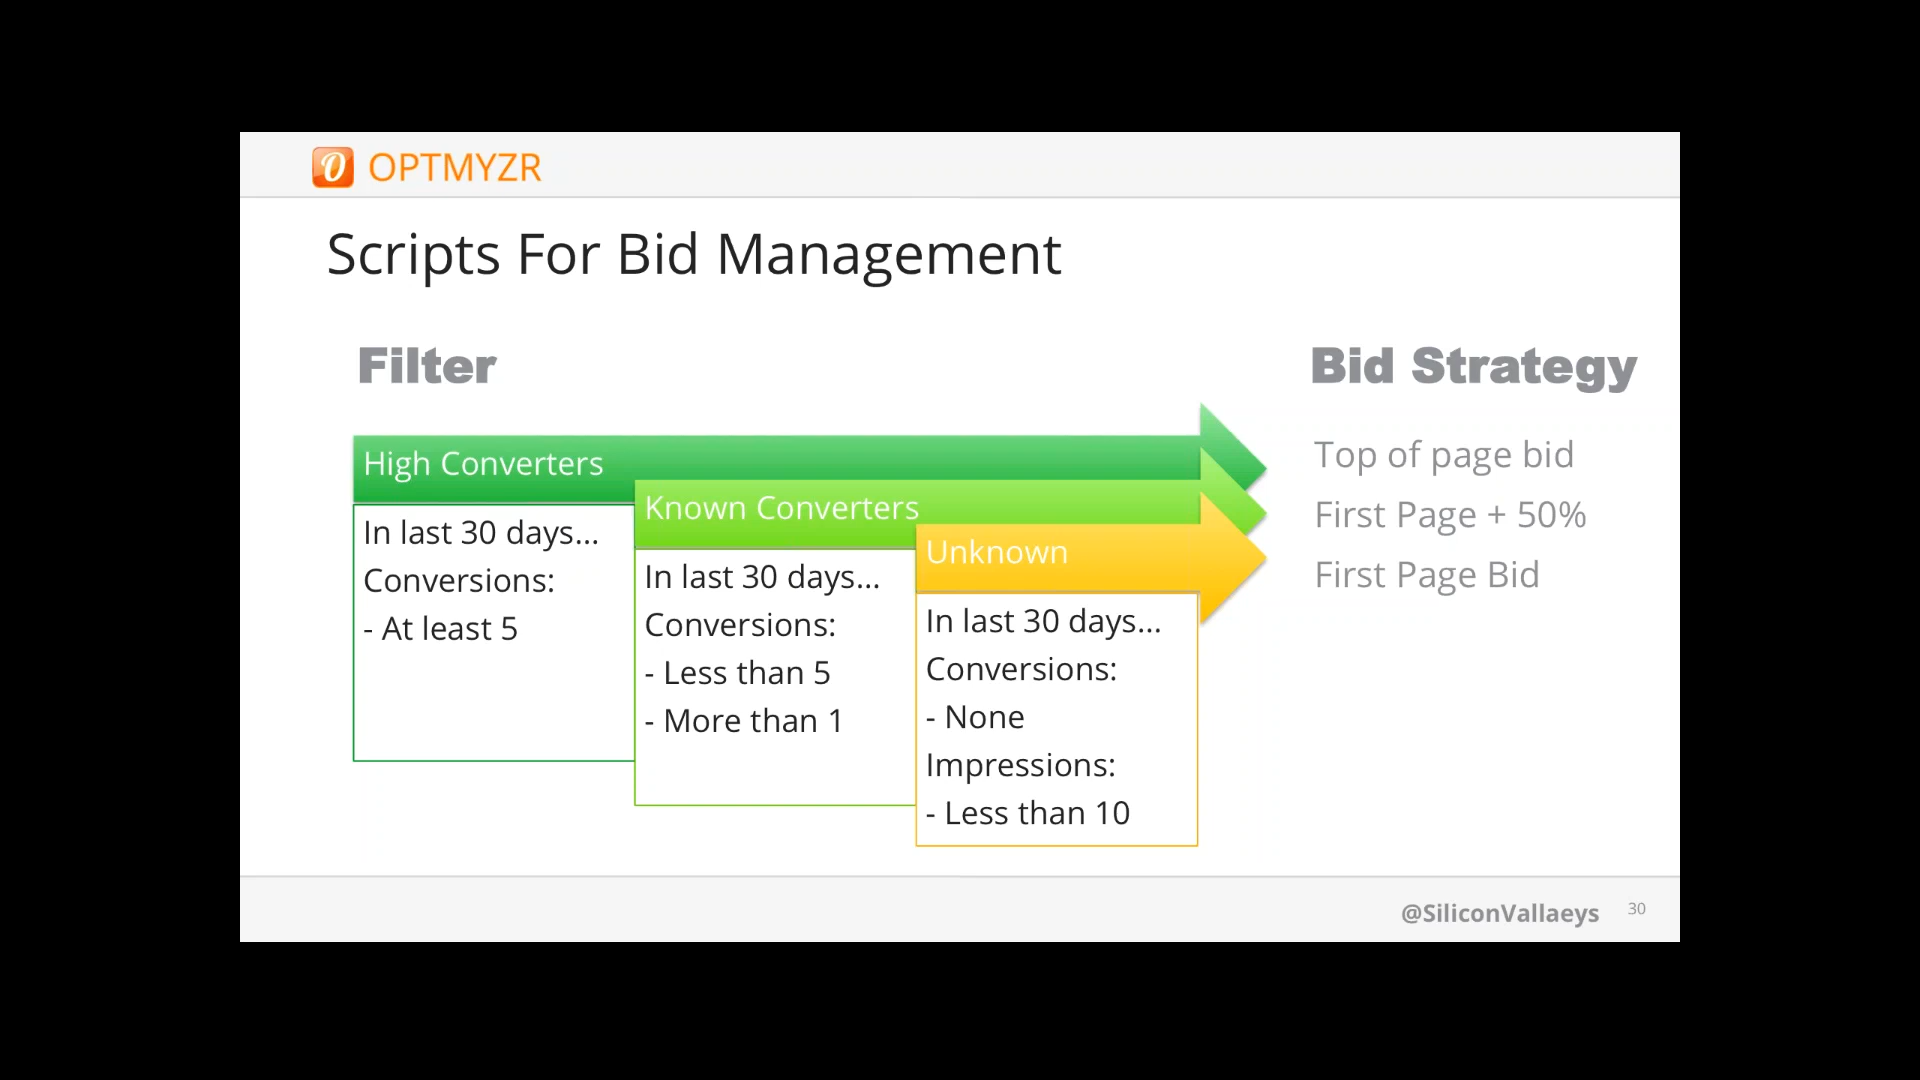 OPTMYZR
Scripts For Bid Management
Filter
Bid Strategy
High Converters
In last 30 days...
Conversions:
- At least 5
Known Converters
In last 30 days...
Conversions:
- Less than 5
- More than 1
Unknown
In last 30 days...
Conversions:
- None
Impressions:
- Less than 10
Top of page bid
First Page + 50%
First Page Bid
@SiliconVallaeys
30